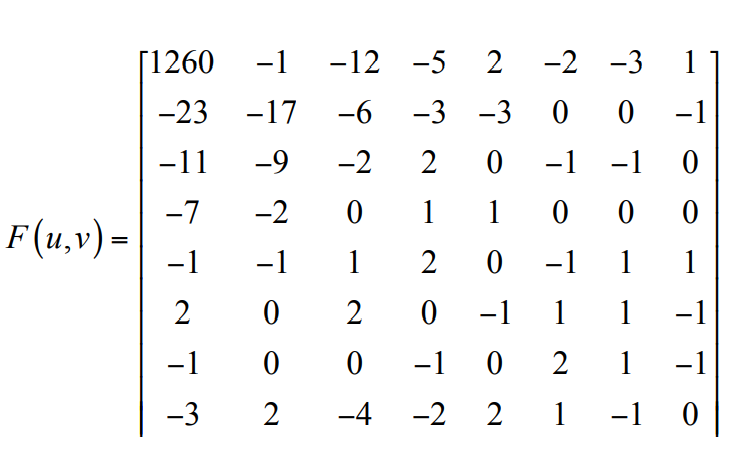 1260 −1 −12 −5 2 −2 −3 1
−23 −17 −6 −3 −3 0 0 −1
−11 −9 −2 2 0 −1 −1 0
−7 −2 0 1 1 0 0 0
F(u,v) =
−1 −1 1 2 0 −1 1 1
2 0 2 0 −1 1 1 −1
−1 0 0 −1 0 2 1 −1
−3 2 −4 −2 2 1 −1 0